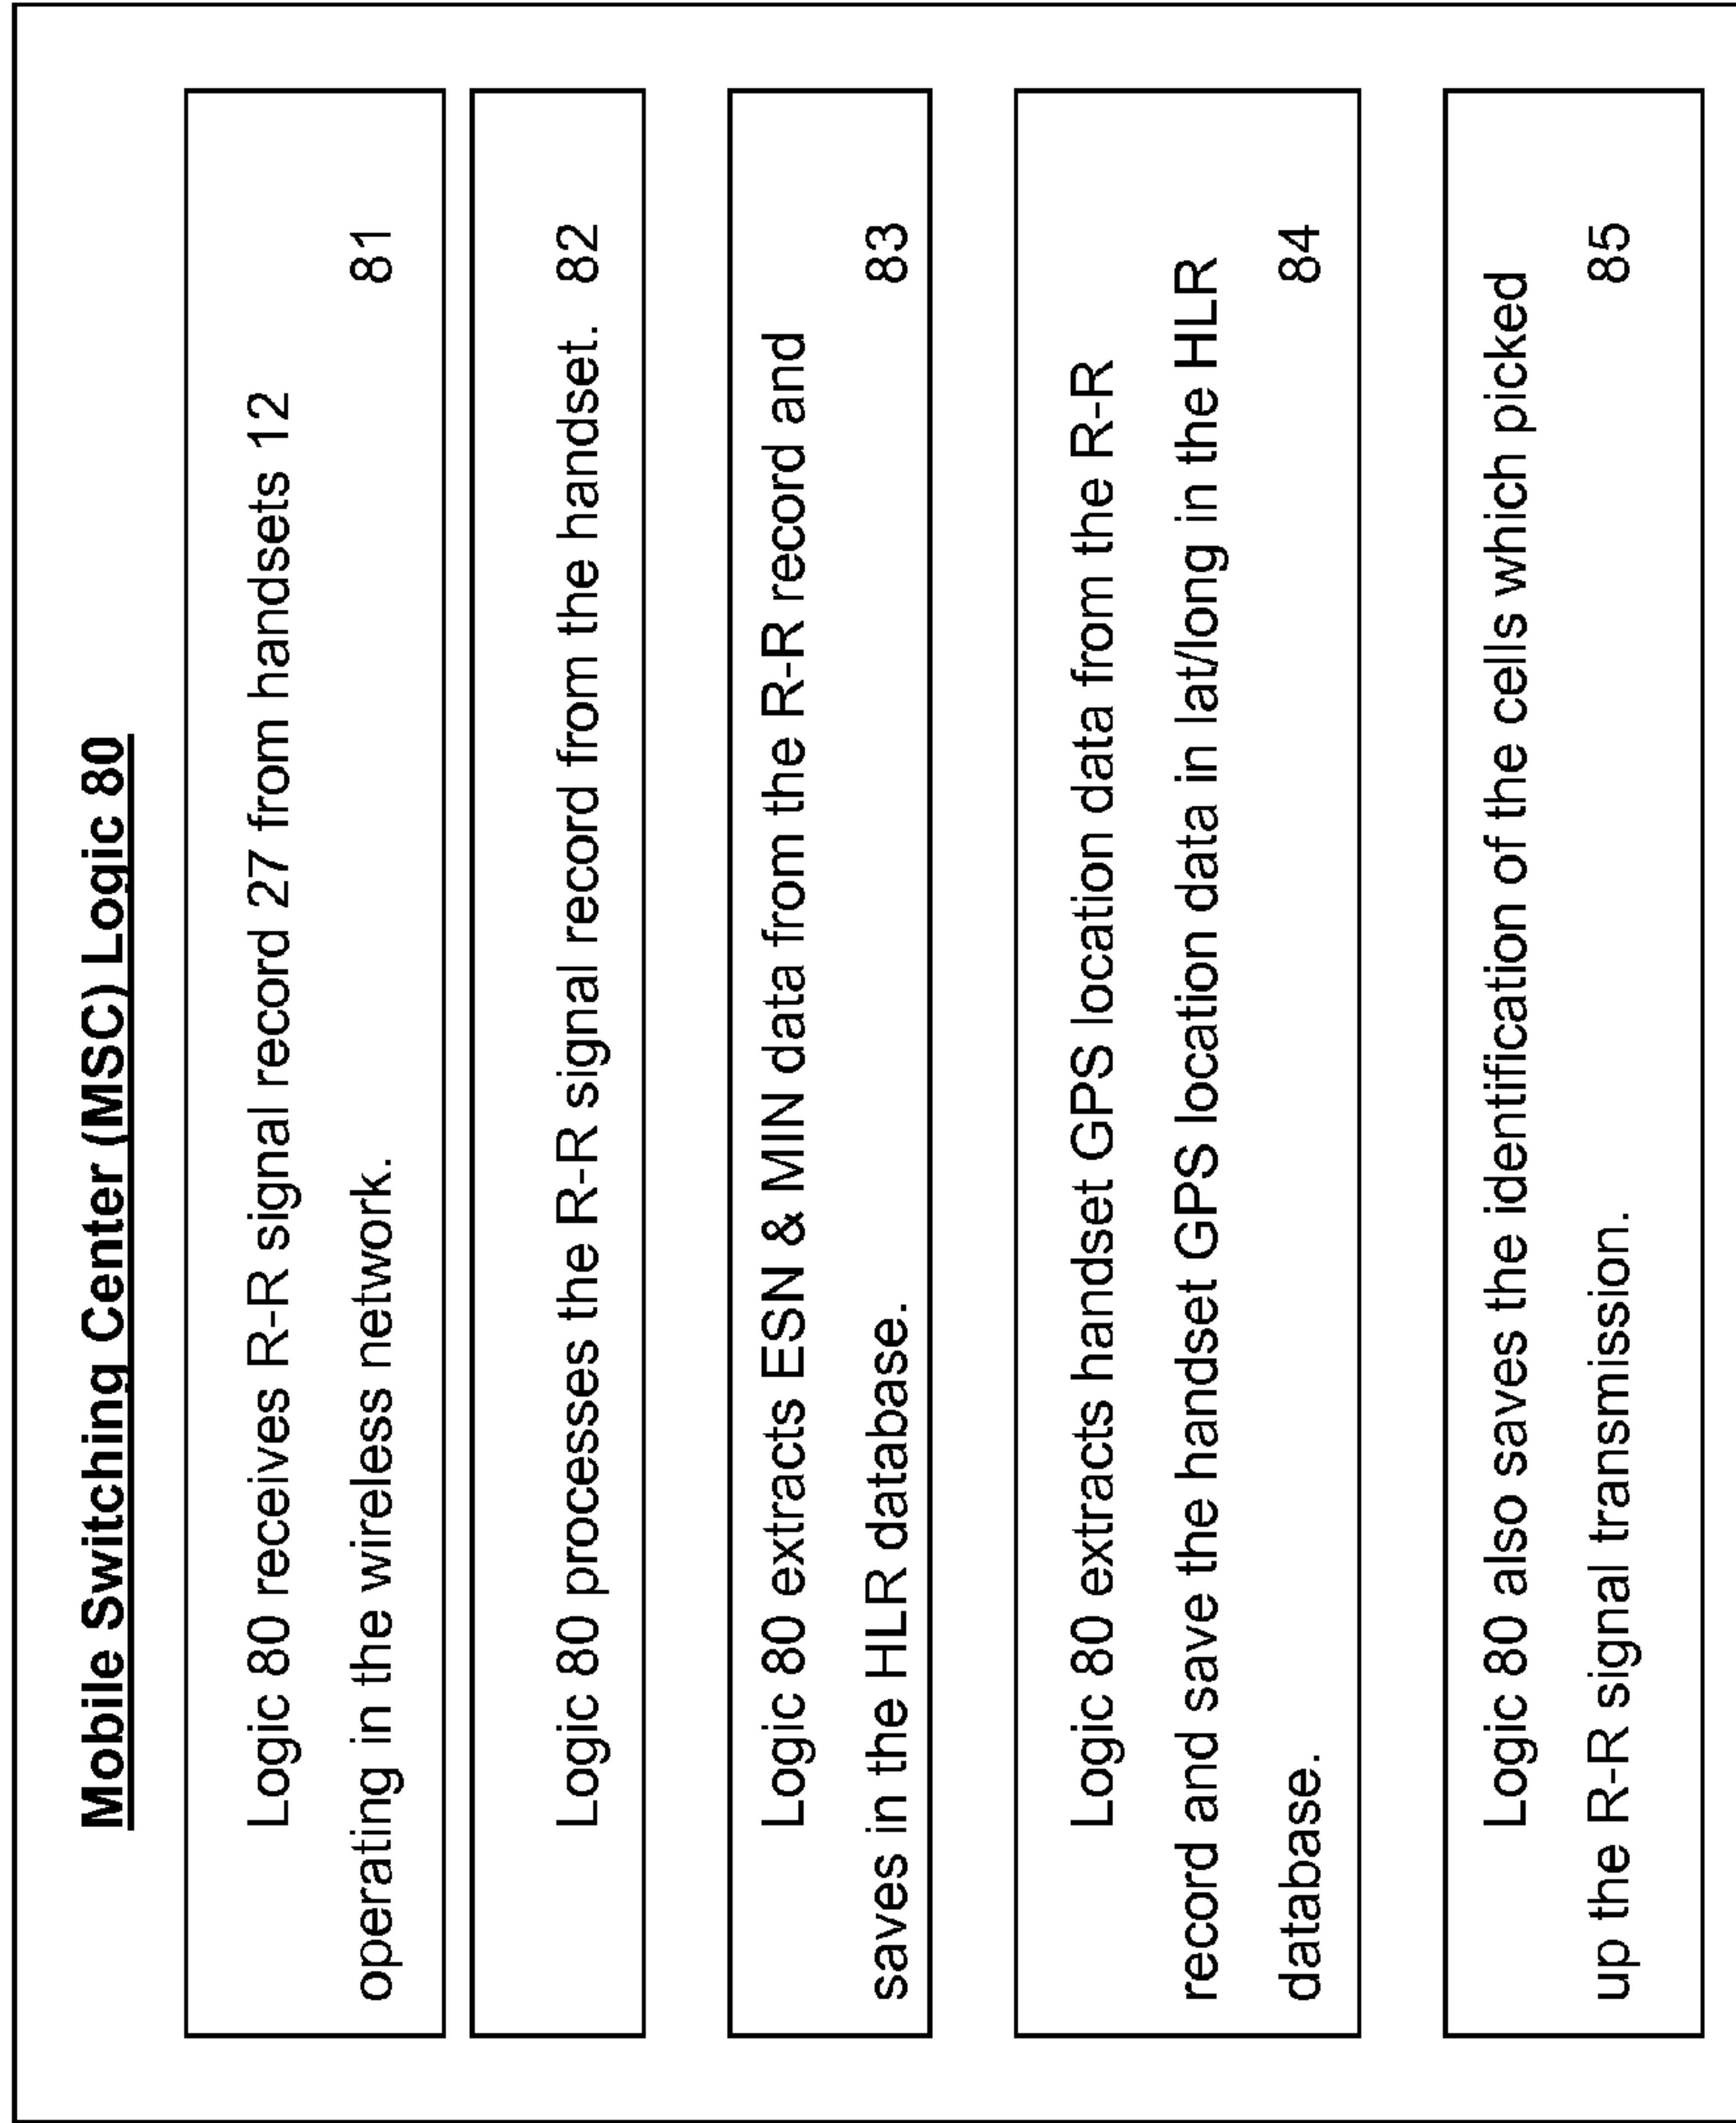 Mobile Switching Center (MSC) Logic 80
Logic 80 receives R-R signal record 27 from handsets 12
operating in the wireless network. 81
Logic 80 processes the R-R signal record from the handset. 82
Logic 80 extracts ESN & MIN data from the R-R record and
saves in the HLR database. 83
Logic 80 extracts handset GPS location data from the R-R
record and save the handset GPS location data in lat/long in the HLR
database. 84
Logic 80 also saves the identification of the cells which picked
up the R-R signal transmission. 85